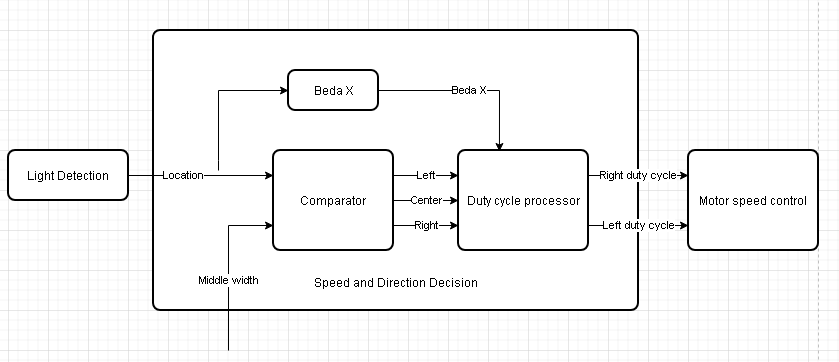 Beda X
Beda X
Light Detection
Location
Left
Right duty cycle
Comparator
Center
Duty cycle processor
Motor speed control
Right
Left duty cycle
Middle width
Speed and Direction Decision